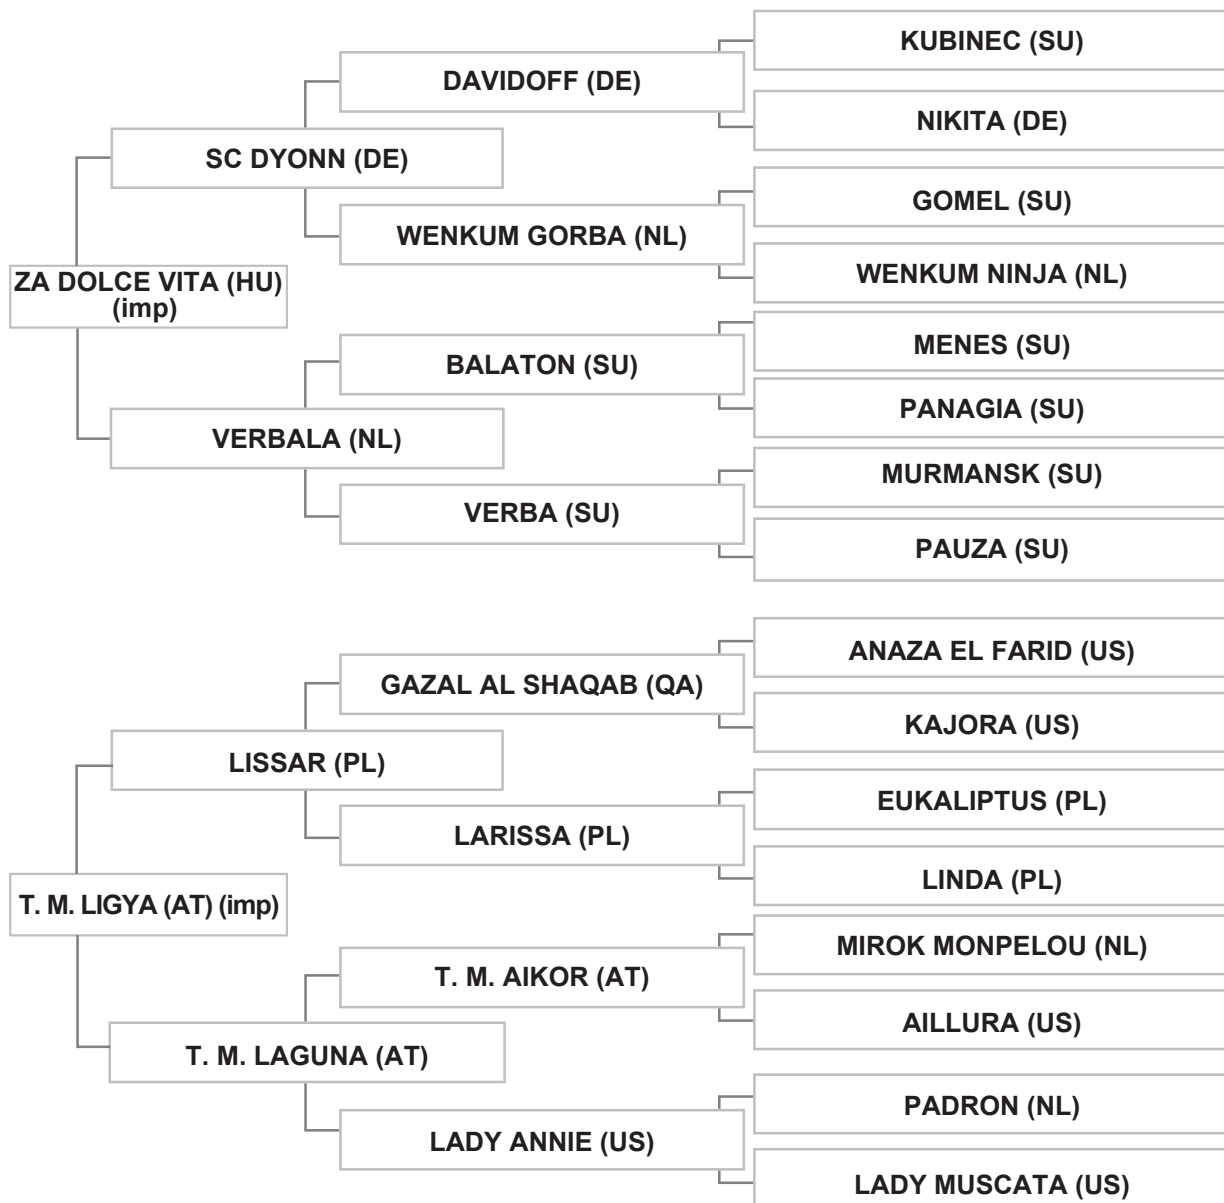 KUBINEC (SU)
DAVIDOFF (DE)
NIKITA (DE)
SC DYONN (DE)
GOMEL (SU)
WENKUM GORBA (NL)
WENKUM NINJA (NL)
ZA DOLCE VITA (HU)
(imp)
MENES (SU)
BALATON (SU)
PANAGIA (SU)
VERBALA (NL)
MURMANSK (SU)
VERBA (SU)
PAUZA (SU)
ANAZA EL FARID (US)
GAZAL AL SHAQAB (QA)
KAJORA (US)
LISSAR (PL)
EUKALIPTUS (PL)
LARISSA (PL)
LINDA (PL)
T. M. LIGYA (AT) (imp)
MIROK MONPELOU (NL)
T. M. AIKOR (AT)
AILLURA (US)
T. M. LAGUNA (AT)
PADRON (NL)
LADY ANNIE (US)
LADY MUSCATA (US)